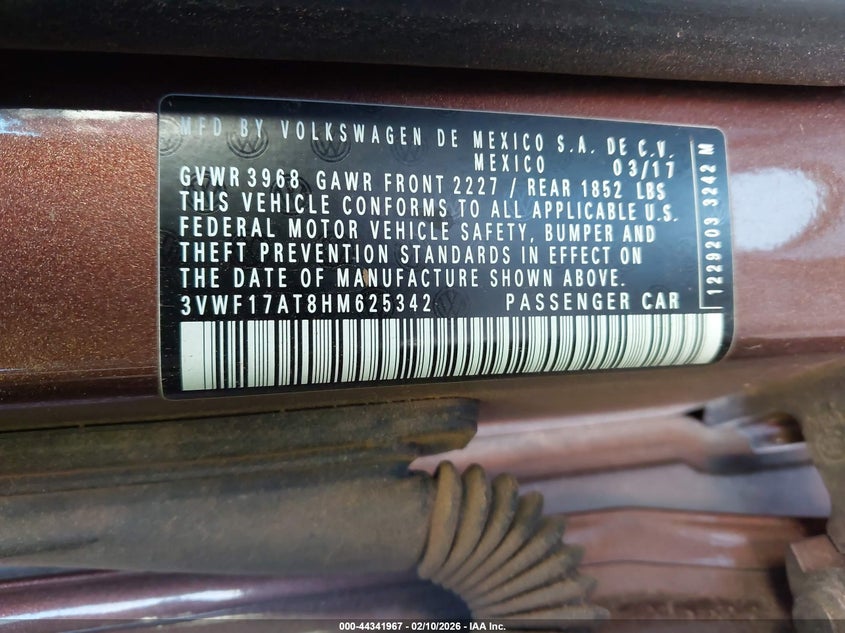 MFD BY VOLKSWAGEN DE MEXICO S.A. DE C.V.
MEXICO 03/17
GVWR 3968 GAWR FRONT 2227 / REAR 1852 LBS
THIS VEHICLE CONFORMS TO ALL APPLICABLE U.S.
FEDERAL MOTOR VEHICLE SAFETY, BUMPER AND
THEFT PREVENTION STANDARDS IN EFFECT ON
THE DATE OF MANUFACTURE SHOWN ABOVE.
3VWF17AT8HM625342 PASSENGER CAR
1229203 3242 M
000-44341967 - 02/10/2026 - IAA Inc.